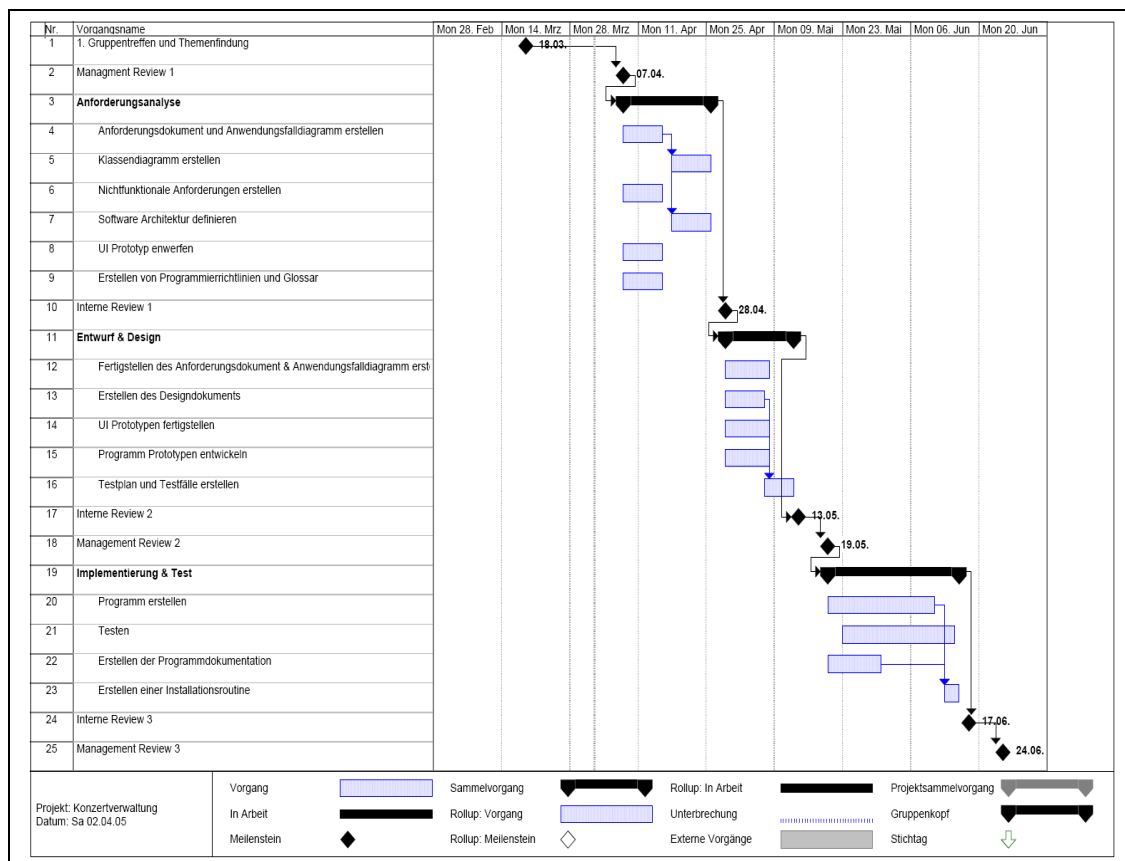 Nr. Vorgangsname Mon 28. Feb Mon 14. Mrz Mon 28. Mrz Mon 11. Apr Mon 25. Apr Mon 09. Mai Mon 23. Mai Mon 06. Jun Mon 20. Jun
1 1. Gruppentreffen und Themenfindung 18.03.
2 Managment Review 1 07.04.
3 Anforderungsanalyse
4 Anforderungsdokument und Anwendungsfalldiagramm erstellen
5 Klassendiagramm erstellen
6 Nichtfunktionale Anforderungen erstellen
7 Software Architektur definieren
8 UI Prototyp enwerfen
9 Erstellen von Programmierrichtlinien und Glossar
10 Interne Review 1 28.04.
11 Entwurf & Design
12 Fertigstellen des Anforderungsdokument & Anwendungsfalldiagramm erst
13 Erstellen des Designdokuments
14 UI Prototypen fertigstellen
15 Programm Prototypen entwickeln
16 Testplan und Testfälle erstellen
17 Interne Review 2 13.05.
18 Management Review 2 19.05.
19 Implementierung & Test
20 Programm erstellen
21 Testen
22 Erstellen der Programmdokumentation
23 Erstellen einer Installationsroutine
24 Interne Review 3 17.06.
25 Management Review 3 24.06.
Projekt: Konzertverwaltung
Datum: Sa 02.04.05
Vorgang Sammelvorgang Rollup: In Arbeit Projektsammelvorgang
In Arbeit Rollup: Vorgang Unterbrechung Gruppenkopf
Meilenstein Rollup: Meilenstein Externe Vorgänge Stichtag